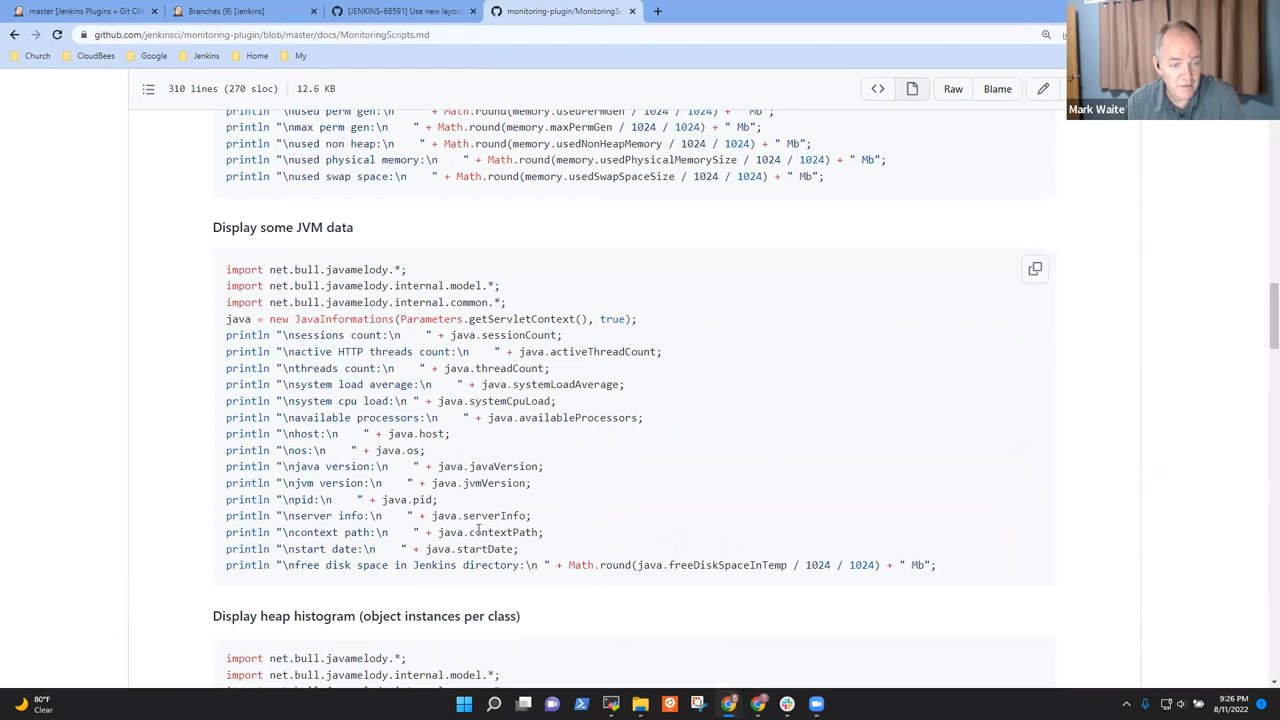 master [Jenkins Plugins » Git Clie
Branches (9) [Jenkins]
[JENKINS-68591] Use new layout
monitoring-plugin/MonitoringSc
github.com/jenkinsci/monitoring-plugin/blob/master/docs/MonitoringScripts.md
Church
CloudBees
Google
Jenkins
Home
My
Mark Waite
310 lines (270 sloc)
12.6 KB
Raw
Blame
println "\nused perm gen:\n    " + Math.round(memory.usedPermGen / 1024 / 1024) + " Mb";
println "\nmax perm gen:\n    " + Math.round(memory.maxPermGen / 1024 / 1024) + " Mb";
println "\nused non heap:\n    " + Math.round(memory.usedNonHeapMemory / 1024 / 1024) + " Mb";
println "\nused physical memory:\n    " + Math.round(memory.usedPhysicalMemorySize / 1024 / 1024) + " Mb";
println "\nused swap space:\n    " + Math.round(memory.usedSwapSpaceSize / 1024 / 1024) + " Mb";
Display some JVM data
import net.bull.javamelody.*;
import net.bull.javamelody.internal.model.*;
import net.bull.javamelody.internal.common.*;
java = new JavaInformations(Parameters.getServletContext(), true);
println "\nsessions count:\n    " + java.sessionCount;
println "\nactive HTTP threads count:\n    " + java.activeThreadCount;
println "\nthreads count:\n    " + java.threadCount;
println "\nsystem load average:\n    " + java.systemLoadAverage;
println "\nsystem cpu load:\n " + java.systemCpuLoad;
println "\navailable processors:\n    " + java.availableProcessors;
println "\nhost:\n    " + java.host;
println "\nos:\n    " + java.os;
println "\njava version:\n    " + java.javaVersion;
println "\njvm version:\n    " + java.jvmVersion;
println "\npid:\n    " + java.pid;
println "\nserver info:\n    " + java.serverInfo;
println "\ncontext path:\n    " + java.contextPath;
println "\nstart date:\n    " + java.startDate;
println "\nfree disk space in Jenkins directory:\n " + Math.round(java.freeDiskSpaceInTemp / 1024 / 1024) + " Mb";
Display heap histogram (object instances per class)
import net.bull.javamelody.*;
import net.bull.javamelody.internal.model.*;
80°F
Clear
9:26 PM
8/11/2022